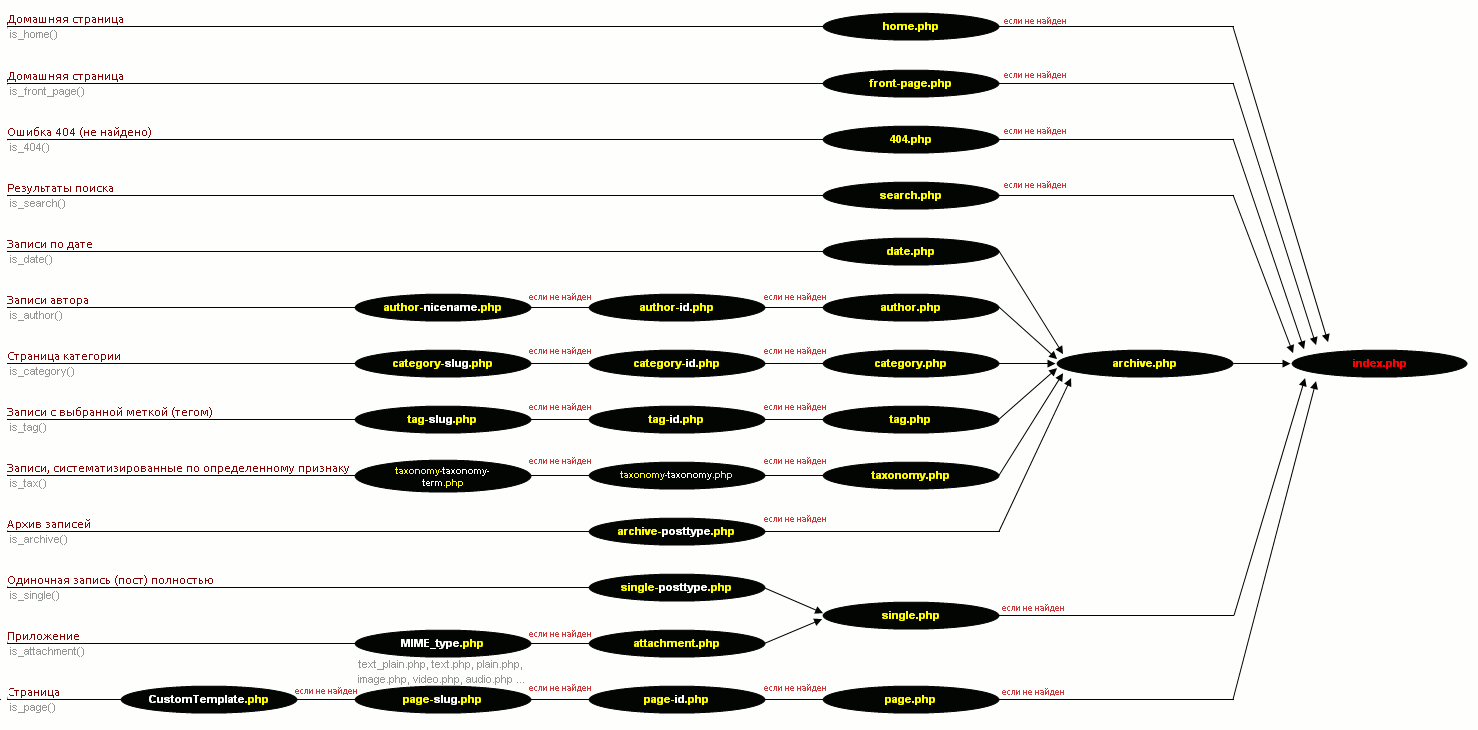 Домашняя страница
is_home()
home.php
если не найден
Домашняя страница
is_front_page()
front-page.php
если не найден
Ошибка 404 (не найдено)
is_404()
404.php
если не найден
Результаты поиска
is_search()
search.php
если не найден
Записи по дате
is_date()
date.php
Записи автора
is_author()
author-nicename.php
если не найден
author-id.php
если не найден
author.php
Страница категории
is_category()
category-slug.php
если не найден
category-id.php
если не найден
category.php
archive.php
index.php
Записи с выбранной меткой (тегом)
is_tag()
tag-slug.php
если не найден
tag-id.php
если не найден
tag.php
Записи, систематизированные по определенному признаку
is_tax()
taxonomy-taxonomy-
term.php
если не найден
taxonomy-taxonomy.php
если не найден
taxonomy.php
Архив записей
is_archive()
archive-posttype.php
если не найден
Одиночная запись (пост) полностью
is_single()
single-posttype.php
single.php
если не найден
Приложение
is_attachment()
MIME_type.php
если не найден
attachment.php
text_plain.php, text.php, plain.php,
image.php, video.php, audio.php ...
Страница
is_page()
CustomTemplate.php
если не найден
page-slug.php
если не найден
page-id.php
если не найден
page.php
если не найден